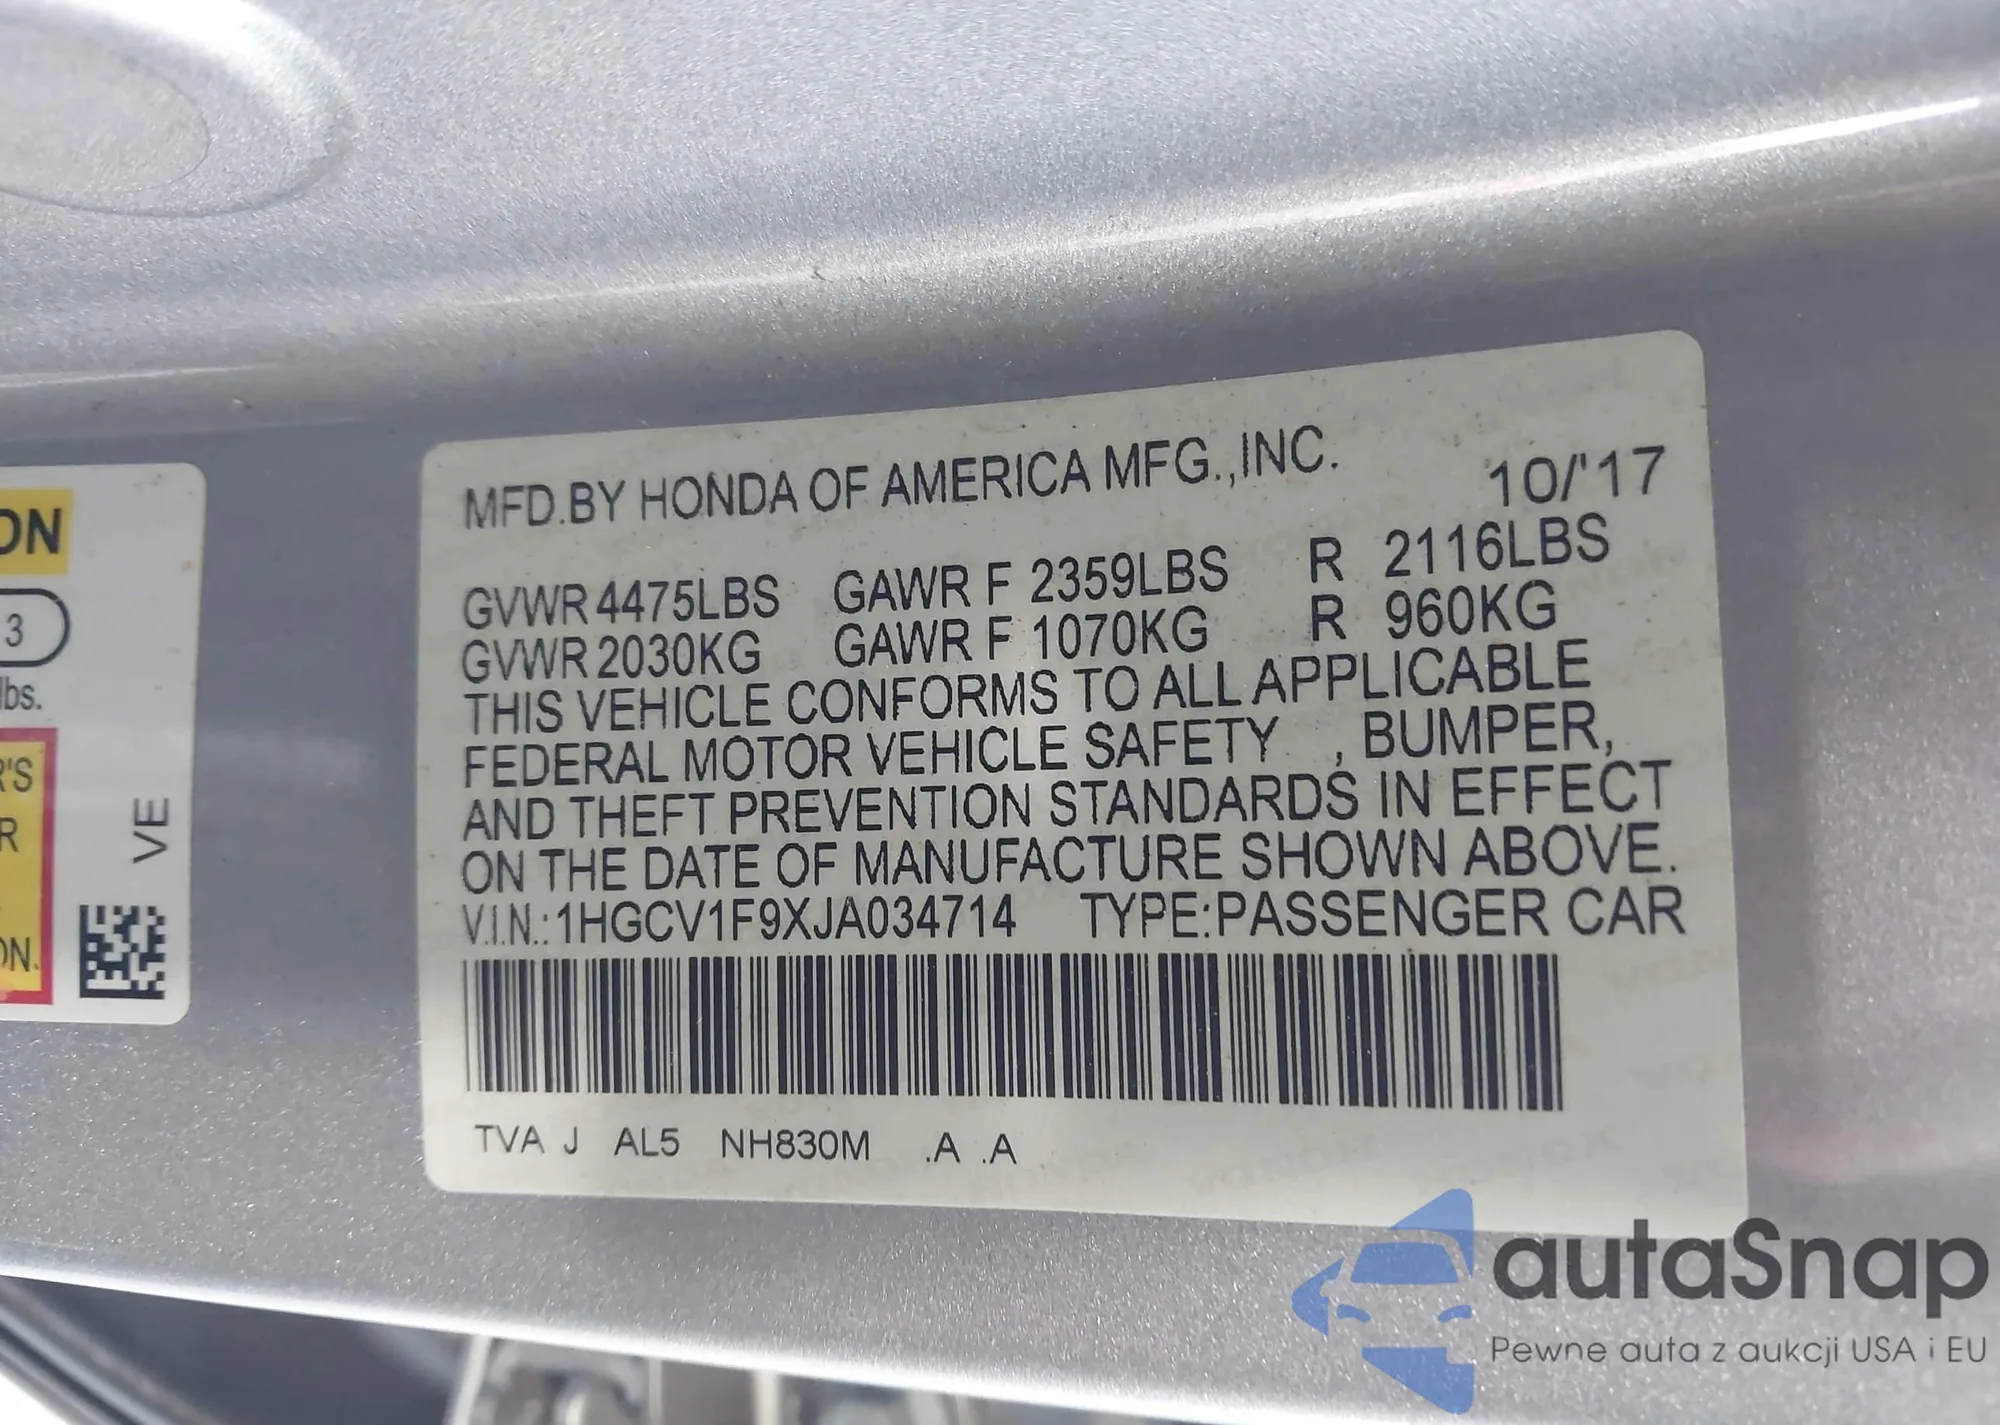 MFD.BY HONDA OF AMERICA MFG.,INC. 10/'17
GVWR 4475LBS GAWR F 2359LBS R 2116LBS
GVWR 2030KG GAWR F 1070KG R 960KG
THIS VEHICLE CONFORMS TO ALL APPLICABLE
FEDERAL MOTOR VEHICLE SAFETY , BUMPER,
AND THEFT PREVENTION STANDARDS IN EFFECT
ON THE DATE OF MANUFACTURE SHOWN ABOVE.
V.I.N.:1HGCV1F9XJA034714 TYPE:PASSENGER CAR
TVA J AL5 NH830M .A .A
ON
3
lbs.
R'S
R
ON.
VE
autaSnap
Pewne auta z aukcji USA i EU